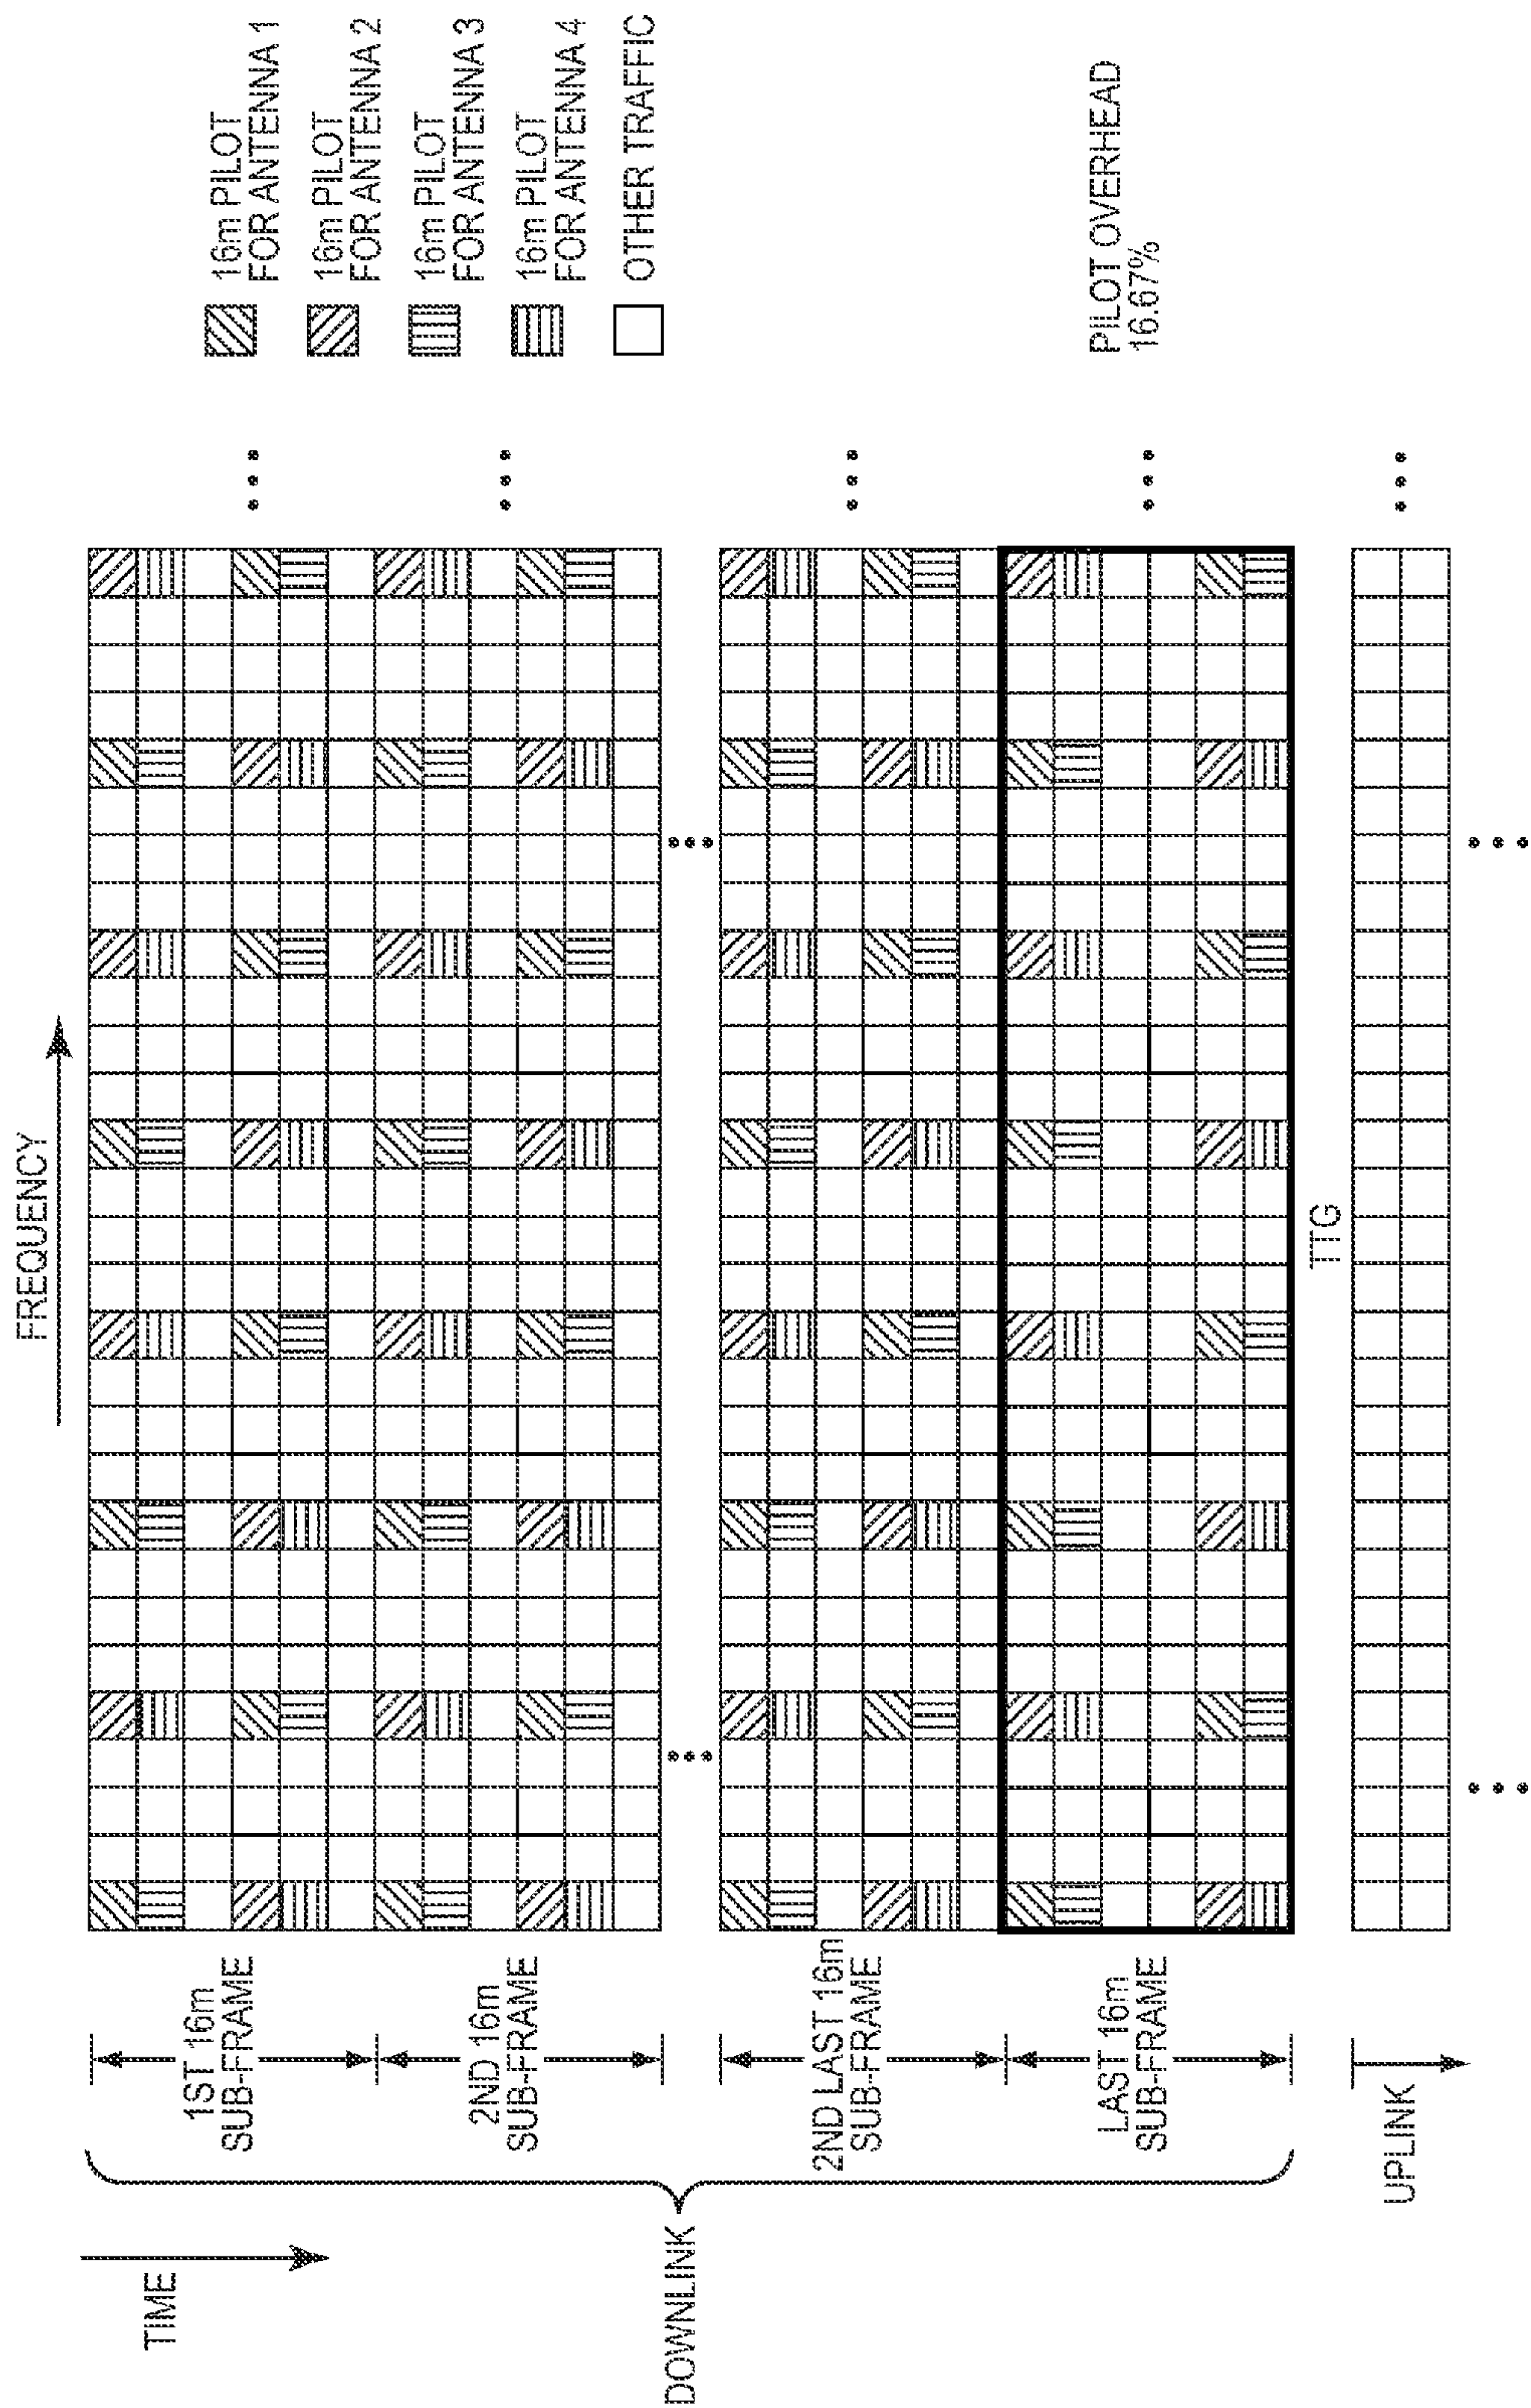 FREQUENCY
TIME
DOWNLINK
1ST 16m
SUB-FRAME
2ND 16m
SUB-FRAME
2ND LAST 16m
SUB-FRAME
LAST 16m
SUB-FRAME
TTG
UPLINK
16m PILOT
FOR ANTENNA 1
16m PILOT
FOR ANTENNA 2
16m PILOT
FOR ANTENNA 3
16m PILOT
FOR ANTENNA 4
OTHER TRAFFIC
PILOT OVERHEAD
16.67%